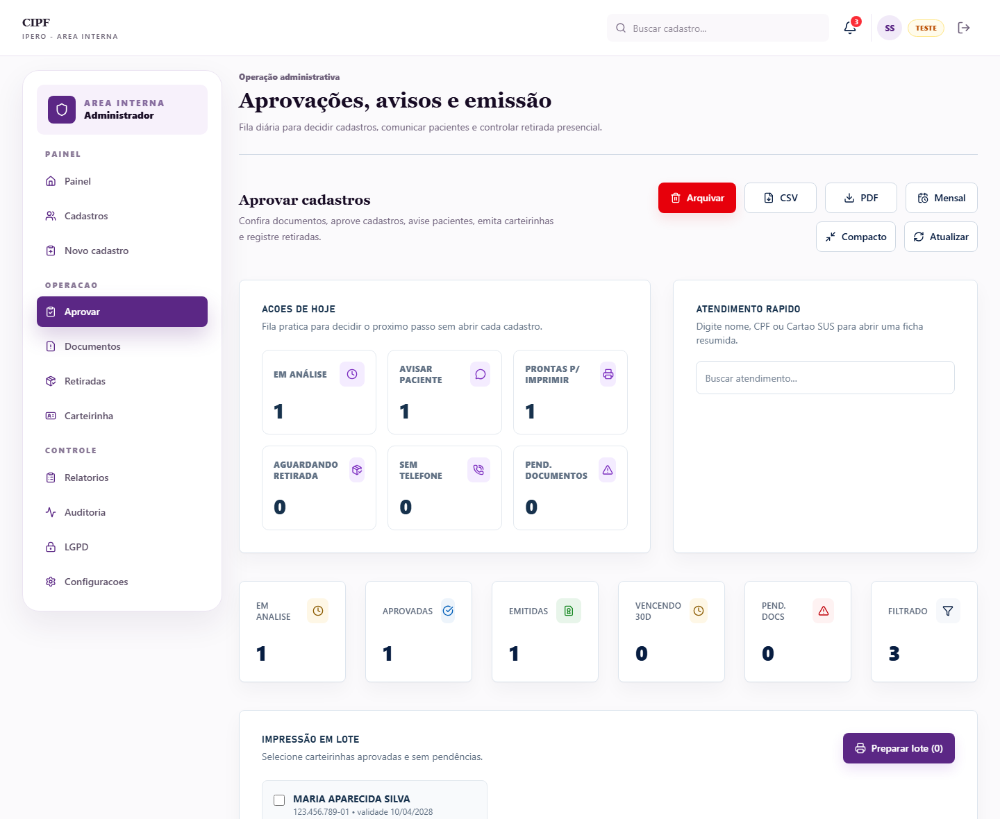 CIPF
IPERO - AREA INTERNA
Buscar cadastro...
3
SS
TESTE
AREA INTERNA
Administrador
PAINEL
Painel
Cadastros
Novo cadastro
OPERACAO
Aprovar
Documentos
Retiradas
Carteirinha
CONTROLE
Relatorios
Auditoria
LGPD
Configuracoes
Operação administrativa
Aprovações, avisos e emissão
Fila diária para decidir cadastros, comunicar pacientes e controlar retirada presencial.
Aprovar cadastros
Confira documentos, aprove cadastros, avise pacientes, emita carteirinhas
e registre retiradas.
Arquivar
CSV
PDF
Mensal
Compacto
Atualizar
ACOES DE HOJE
Fila pratica para decidir o proximo passo sem abrir cada cadastro.
EM ANÁLISE
1
AVISAR
PACIENTE
1
PRONTAS P/
IMPRIMIR
1
AGUARDANDO
RETIRADA
0
SEM
TELEFONE
0
PEND.
DOCUMENTOS
0
ATENDIMENTO RAPIDO
Digite nome, CPF ou Cartao SUS para abrir uma ficha
resumida.
Buscar atendimento...
EM
ANALISE
1
APROVADAS
1
EMITIDAS
1
VENCENDO
30D
0
PEND.
DOCS
0
FILTRADO
3
IMPRESSÃO EM LOTE
Selecione carteirinhas aprovadas e sem pendências.
Preparar lote (0)
MARIA APARECIDA SILVA
123.456.789-01 • validade 10/04/2028